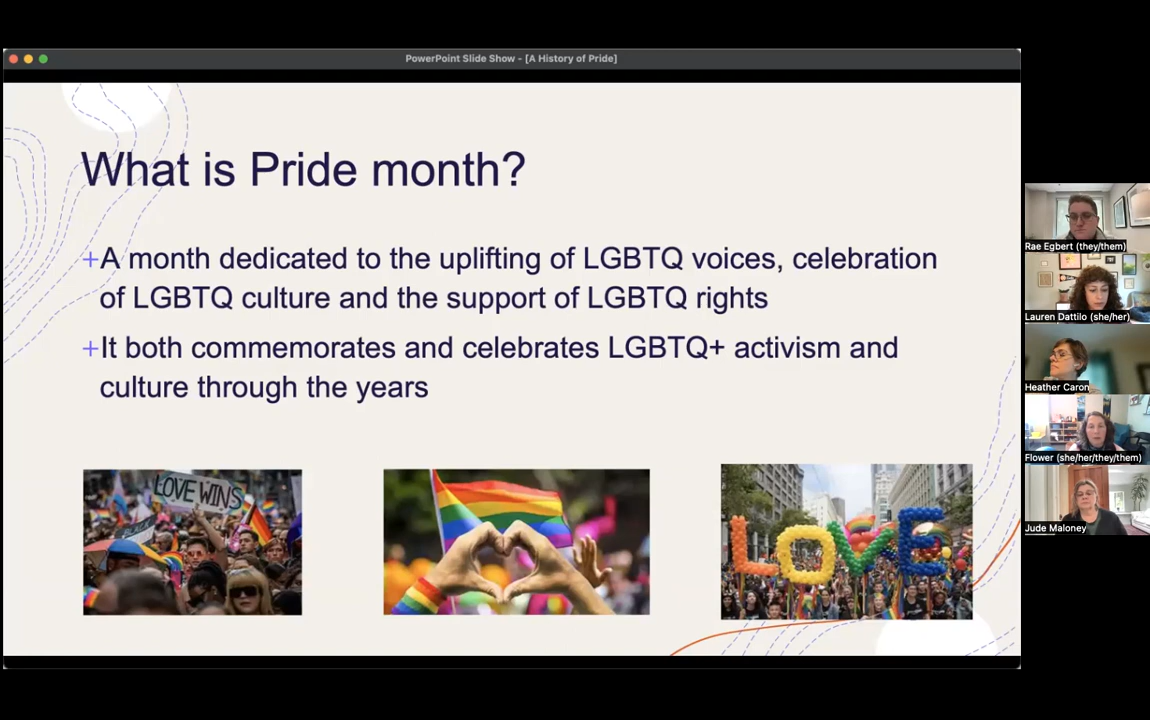 PowerPoint Slide Show - [A History of Pride]
What is Pride month?
+A month dedicated to the uplifting of LGBTQ voices, celebration
of LGBTQ culture and the support of LGBTQ rights
+It both commemorates and celebrates LGBTQ+ activism and
culture through the years
LOVE WINS
LOVE
Rae Egbert (they/them)
Lauren Dattilo (she/her)
Heather Caron
Flower (she/her/they/them)
Jude Maloney